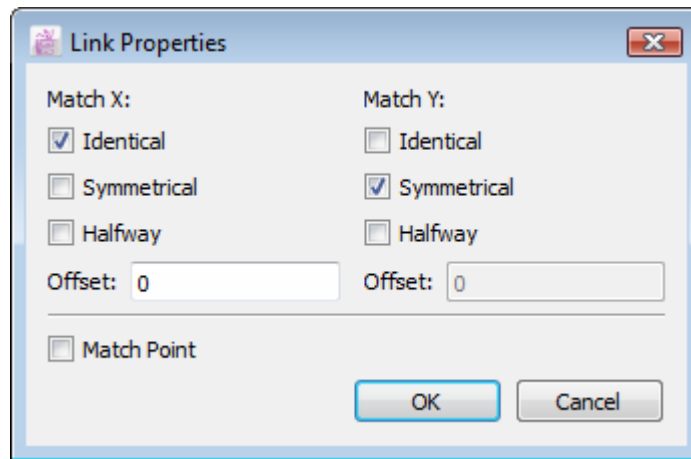 Link Properties
Match X: Match Y:
Identical Identical
Symmetrical Symmetrical
Halfway Halfway
Offset: 0 Offset: 0
Match Point
OK Cancel